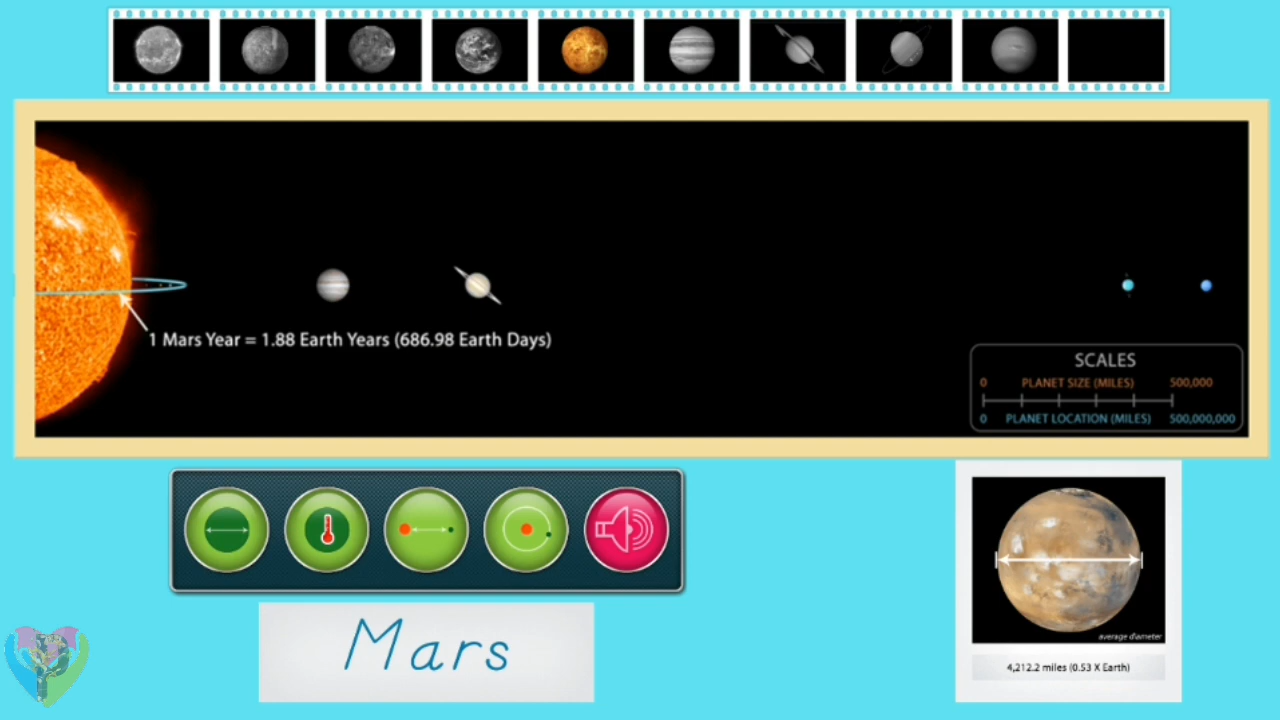 1 Mars Year = 1.88 Earth Years (686.98 Earth Days)
SCALES
0 PLANET SIZE (MILES) 500,000
0 PLANET LOCATION (MILES) 500,000,000
average diameter
4,212.2 miles (0.53 X Earth)
Mars